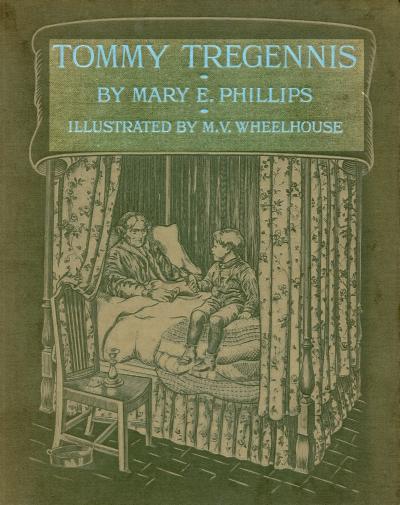 TOMMY TREGENNIS
BY MARY E. PHILLIPS
ILLUSTRATED BY M.V. WHEELHOUSE